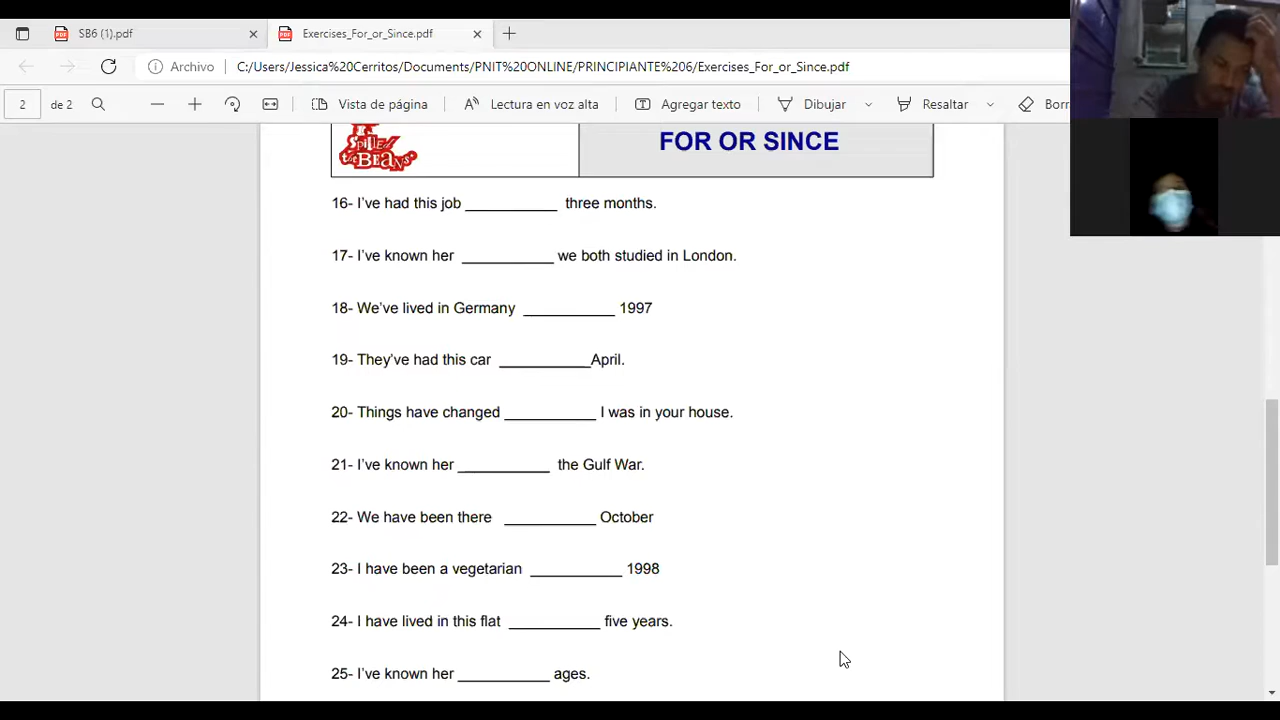 SB6 (1).pdf
Exercises_For_or_Since.pdf
Archivo
C:/Users/Jessica%20Cerritos/Documents/PNIT%20ONLINE/PRINCIPIANTE%206/Exercises_For_or_Since.pdf
2 de 2
Vista de página
Lectura en voz alta
Agregar texto
Dibujar
Resaltar
Borr
Spilled
the Beans
FOR OR SINCE
16- I've had this job ___________ three months.
17- I've known her ___________ we both studied in London.
18- We've lived in Germany ___________ 1997
19- They've had this car ___________April.
20- Things have changed ___________ I was in your house.
21- I've known her ___________ the Gulf War.
22- We have been there ___________ October
23- I have been a vegetarian ___________ 1998
24- I have lived in this flat ___________ five years.
25- I've known her ___________ ages.